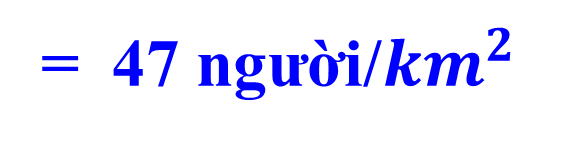 = 47 người/km²